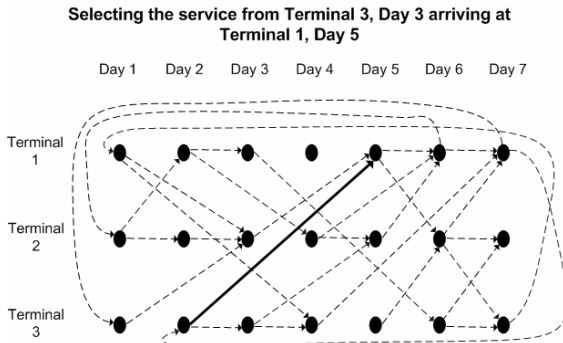 Selecting the service from Terminal 3, Day 3 arriving at
Terminal 1, Day 5
Day 1 Day 2 Day 3 Day 4 Day 5 Day 6 Day 7
Terminal
1
Terminal
2
Terminal
3